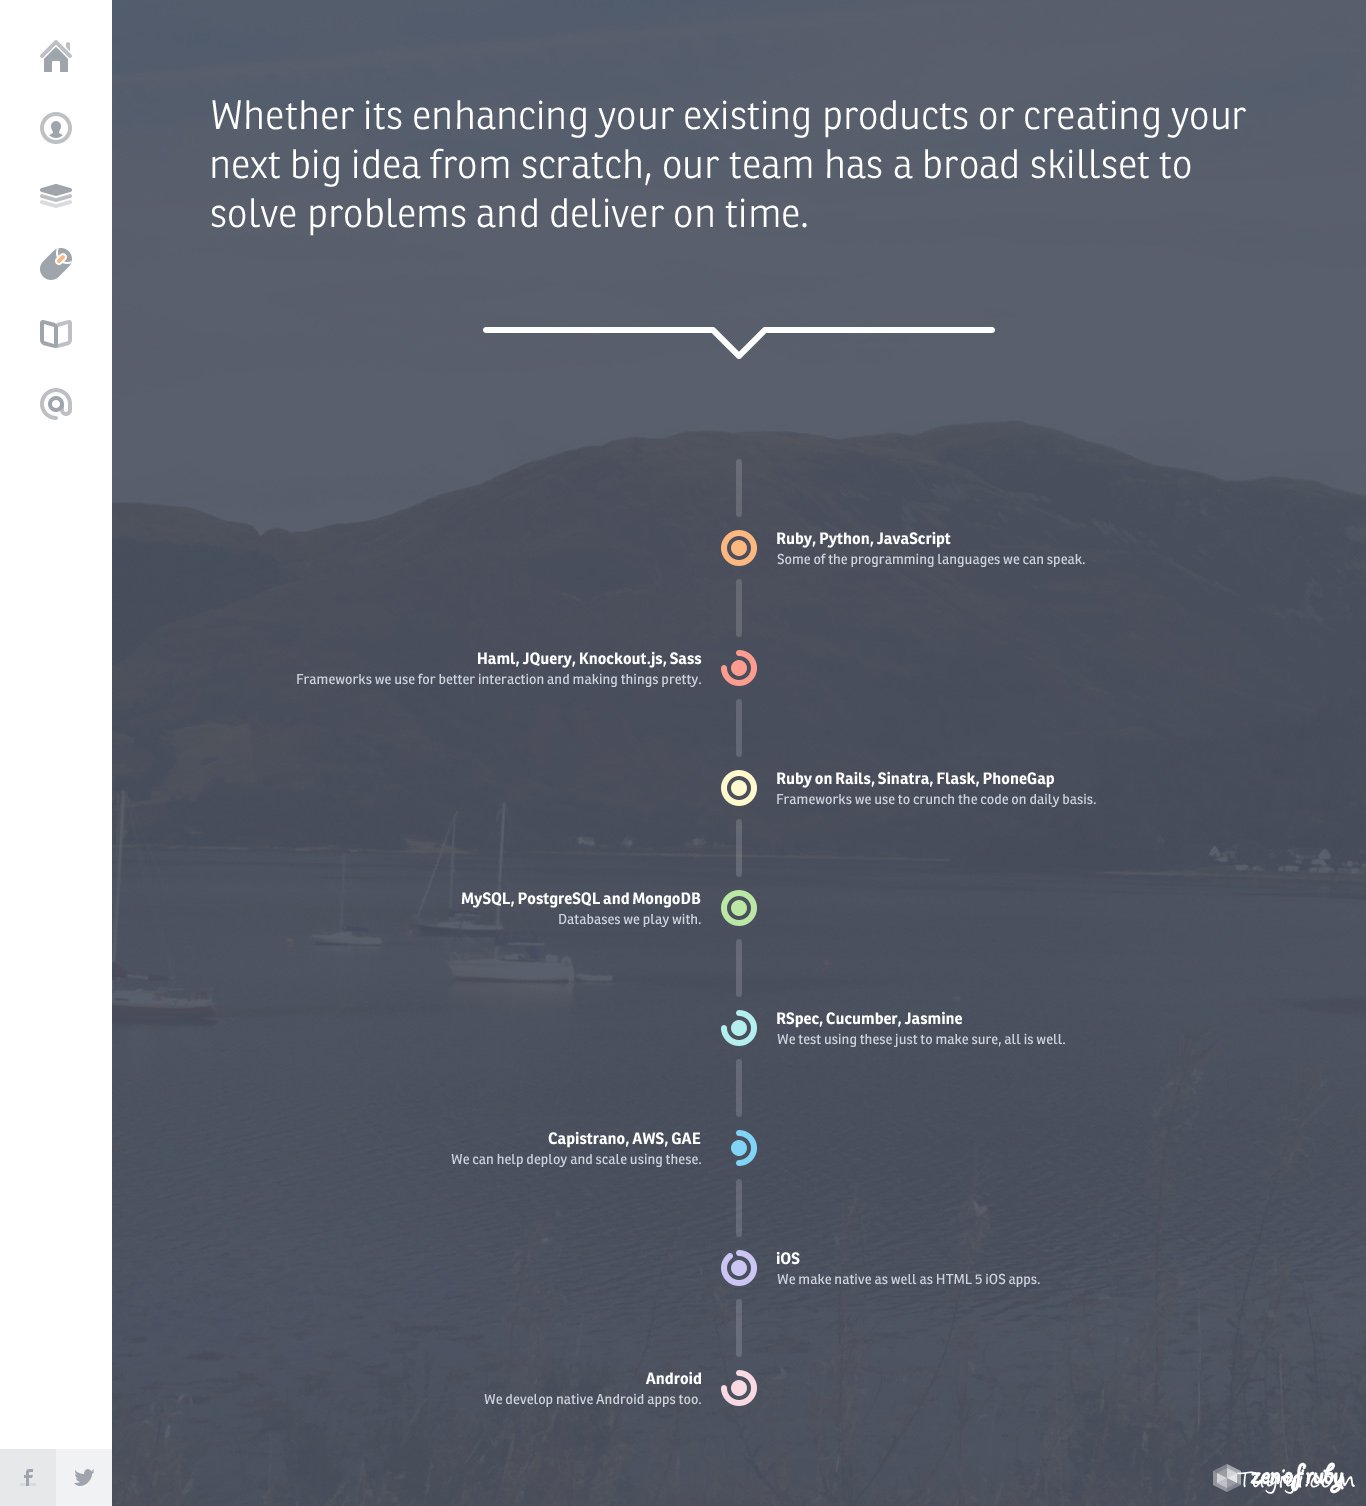 Whether its enhancing your existing products or creating your
next big idea from scratch, our team has a broad skillset to
solve problems and deliver on time.
Ruby, Python, JavaScript
Some of the programming languages we can speak.
Haml, JQuery, Knockout.js, Sass
Frameworks we use for better interaction and making things pretty.
Ruby on Rails, Sinatra, Flask, PhoneGap
Frameworks we use to crunch the code on daily basis.
MySQL, PostgreSQL and MongoDB
Databases we play with.
RSpec, Cucumber, Jasmine
We test using these just to make sure, all is well.
Capistrano, AWS, GAE
We can help deploy and scale using these.
iOS
We make native as well as HTML 5 iOS apps.
Android
We develop native Android apps too.
zen of ruby